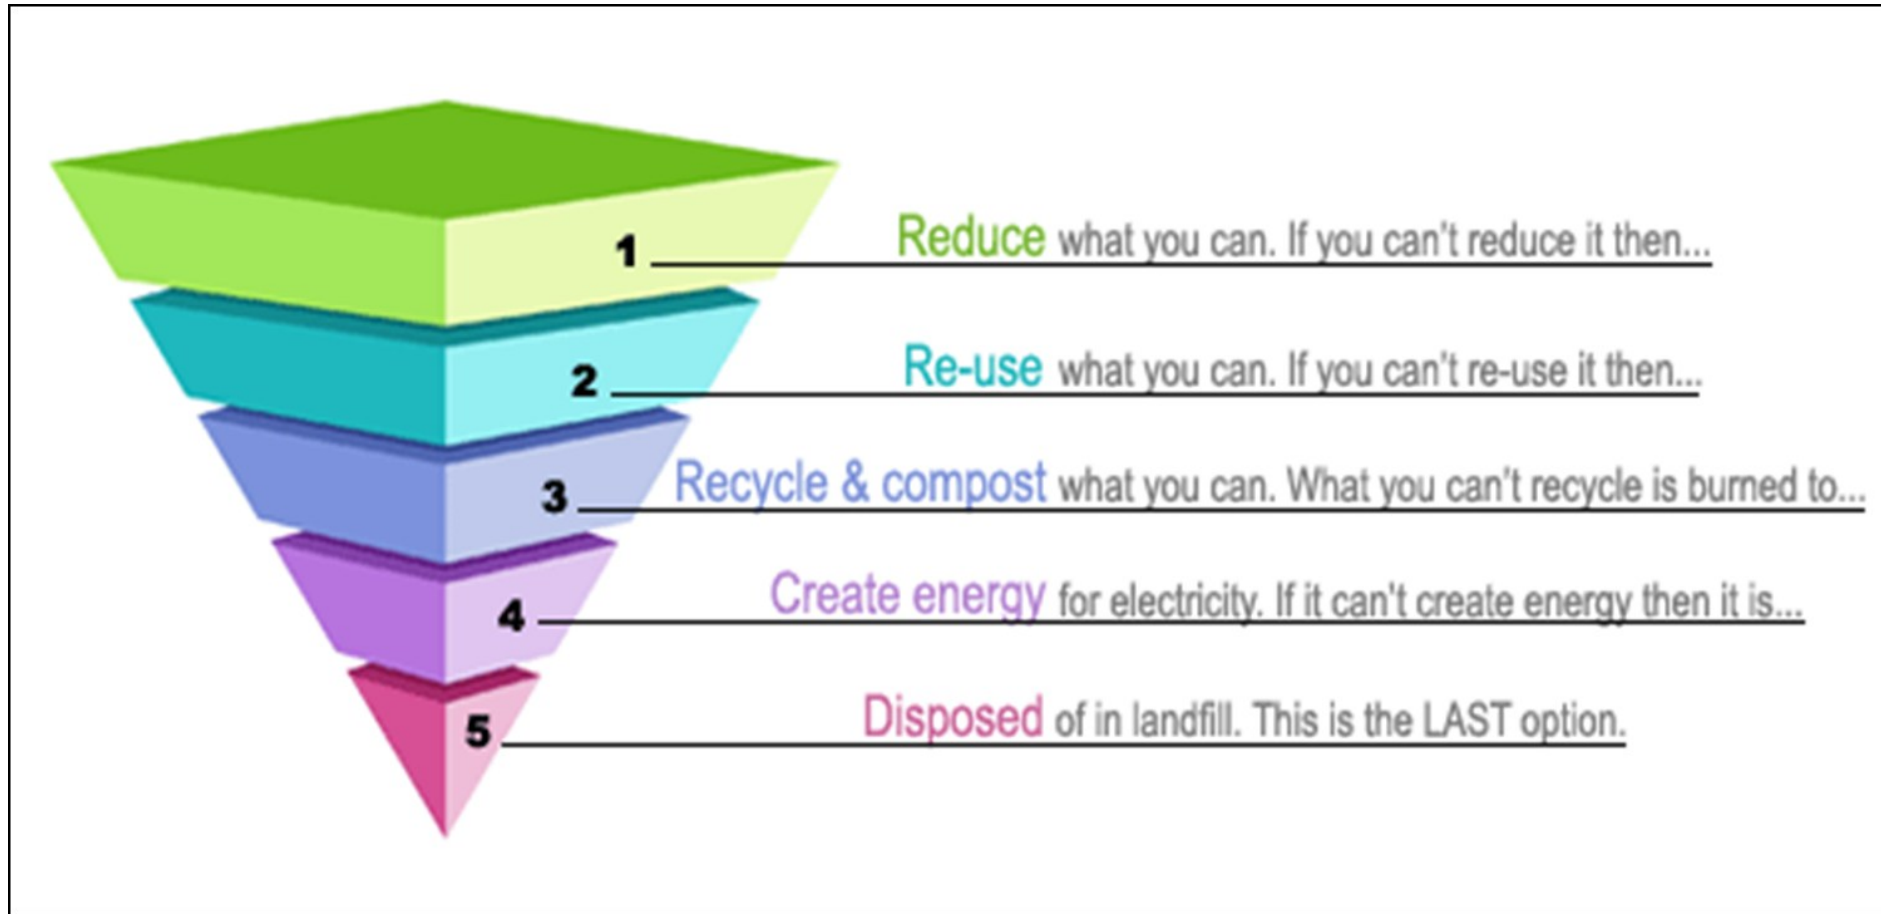 1 Reduce what you can. If you can't reduce it then...
2 Re-use what you can. If you can't re-use it then...
3 Recycle & compost what you can. What you can't recycle is burned to...
4 Create energy for electricity. If it can't create energy then it is...
5 Disposed of in landfill. This is the LAST option.